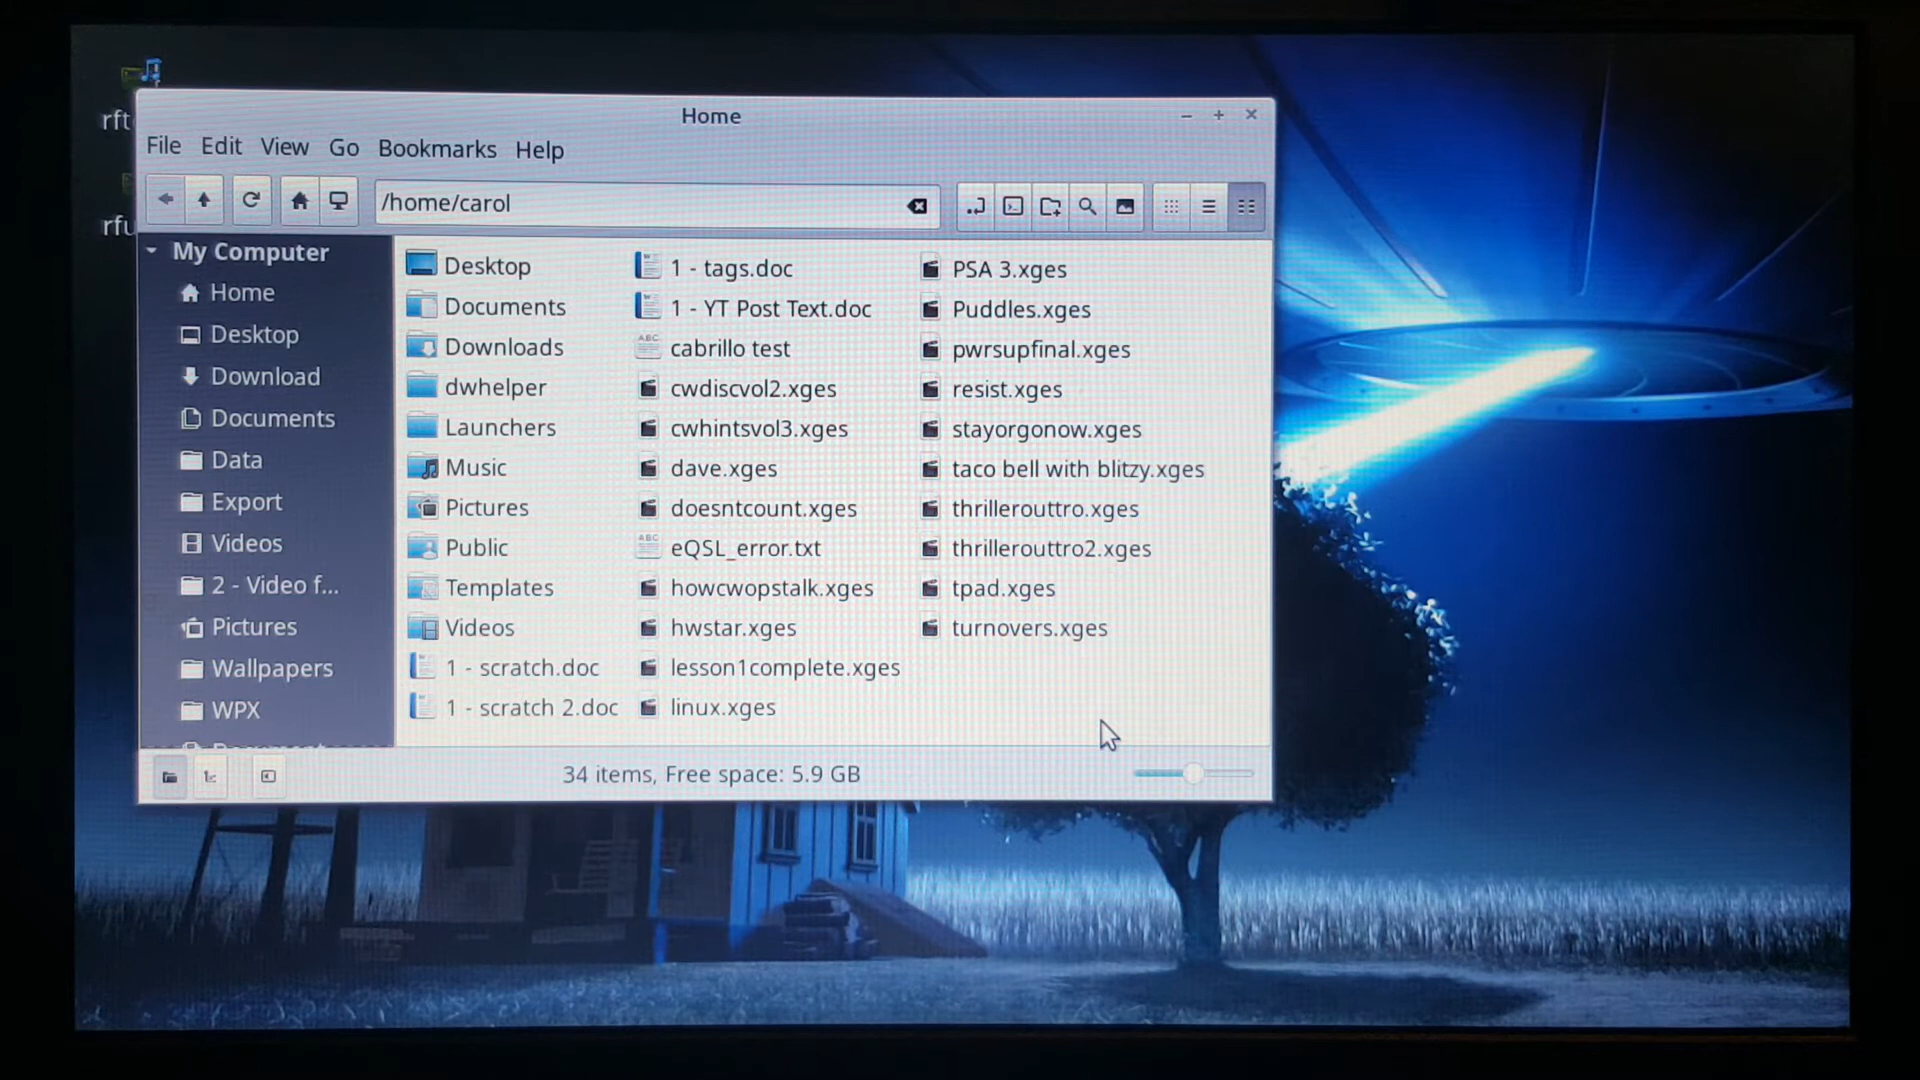 rft
rfu
Home
File Edit View Go Bookmarks Help
/home/carol
My Computer
Home
Desktop
Download
Documents
Data
Export
Videos
2 - Video f...
Pictures
Wallpapers
WPX
Desktop
Documents
Downloads
dwhelper
Launchers
Music
Pictures
Public
Templates
Videos
1 - scratch.doc
1 - scratch 2.doc
1 - tags.doc
1 - YT Post Text.doc
cabrillo test
cwdiscvol2.xges
cwhintsvol3.xges
dave.xges
doesntcount.xges
eQSL_error.txt
howcwopstalk.xges
hwstar.xges
lesson1complete.xges
linux.xges
PSA 3.xges
Puddles.xges
pwrsupfinal.xges
resist.xges
stayorgonow.xges
taco bell with blitzy.xges
thrillerouttro.xges
thrillerouttro2.xges
tpad.xges
turnovers.xges
34 items, Free space: 5.9 GB